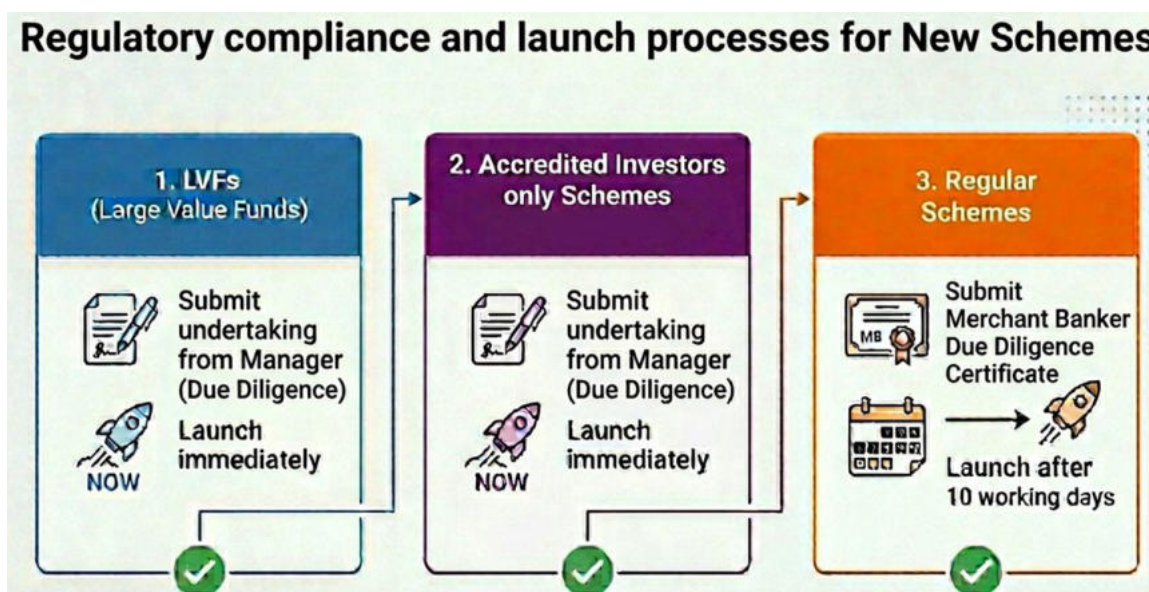 Regulatory compliance and launch processes for New Schemes
1. LVFs
(Large Value Funds)
Submit
undertaking
from Manager
(Due Diligence)
Launch
immediately
NOW
2. Accredited Investors
only Schemes
Submit
undertaking
from Manager
(Due Diligence)
Launch
immediately
NOW
3. Regular
Schemes
MB
Submit
Merchant Banker
Due Diligence
Certificate
Launch after
10 working days